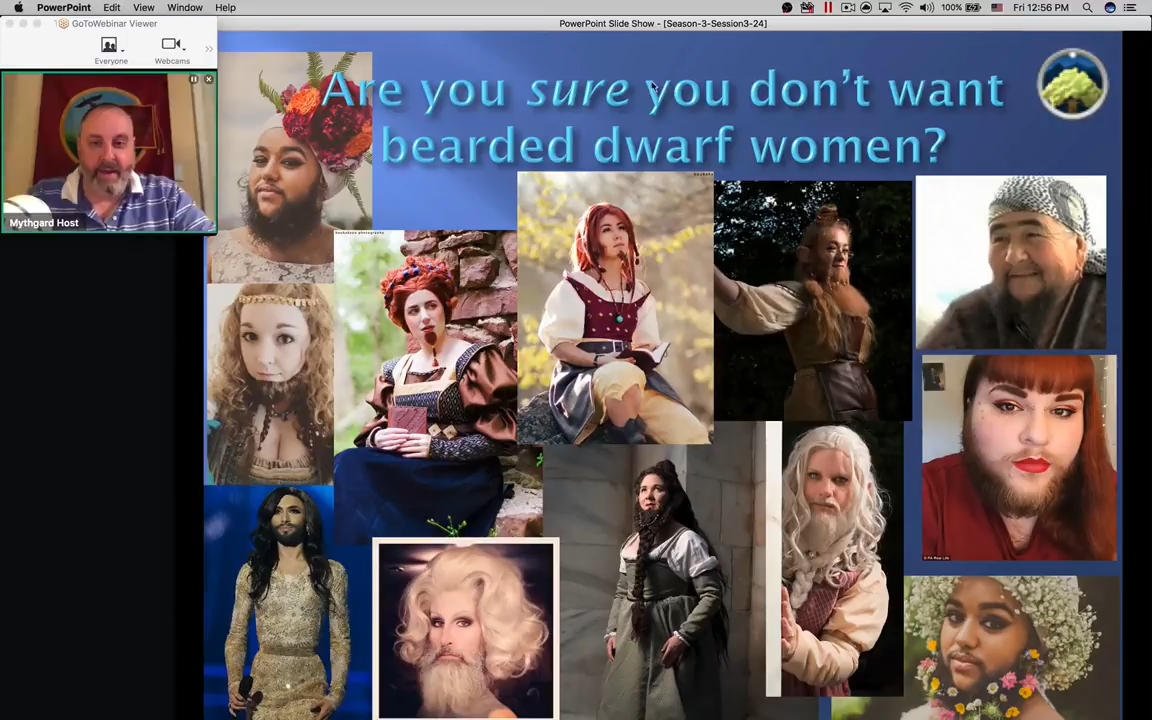 PowerPoint Edit View Window Help
100% Fri 12:56 PM
GoToWebinar Viewer
PowerPoint Slide Show - [Season-3-Session3-24]
Everyone Webcams
Mythgard Host
Are you sure you don't want
bearded dwarf women?